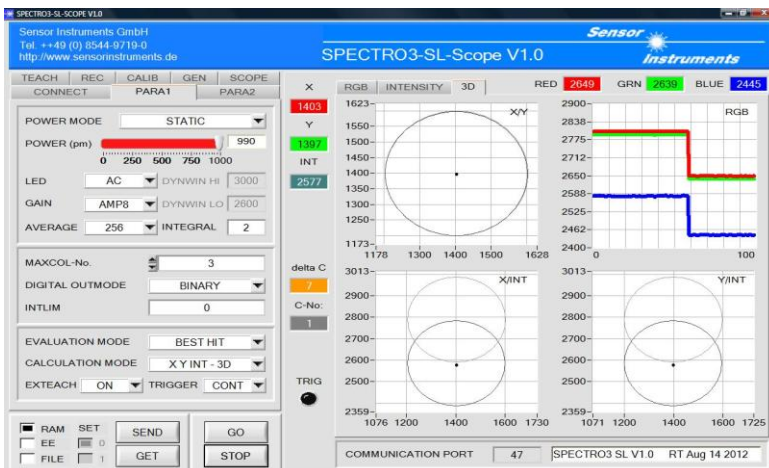 SPECTRO3-SL-SCOPE V1.0
Sensor Instruments GmbH
Tel. ++49 (0) 8544-9719-0
http://www.sensorinstruments.de
SPECTRO3-SL-Scope V1.0
Sensor
Instruments
TEACH REC CALIB GEN SCOPE
CONNECT PARA1 PARA2
POWER MODE STATIC
POWER (pm) 990
0 250 500 750 1000
LED AC DYNWIN HI 3000
GAIN AMP8 DYNWIN LO 2600
AVERAGE 256 INTEGRAL 2
MAXCOL-No. 3
DIGITAL OUTMODE BINARY
INTLIM 0
EVALUATION MODE BEST HIT
CALCULATION MODE X Y INT - 3D
EXTEACH ON TRIGGER CONT
RAM SET SEND GO
EE 0
FILE 1 GET STOP
X
1403
Y
1397
INT
2577
delta C
7
C-No:
1
TRIG
RGB INTENSITY 3D RED 2649 GRN 2639 BLUE 2445
X/Y
1623
1550
1500
1450
1400
1350
1300
1250
1173
1178 1300 1400 1500 1628
RGB
2900
2838
2775
2712
2650
2588
2525
2462
2400
0 100
X/INT
3013
2900
2800
2700
2600
2500
2359
1076 1200 1400 1600 1730
Y/INT
3013
2900
2800
2700
2600
2500
2359
1071 1200 1400 1600 1725
COMMUNICATION PORT 47 SPECTRO3 SL V1.0 RT Aug 14 2012